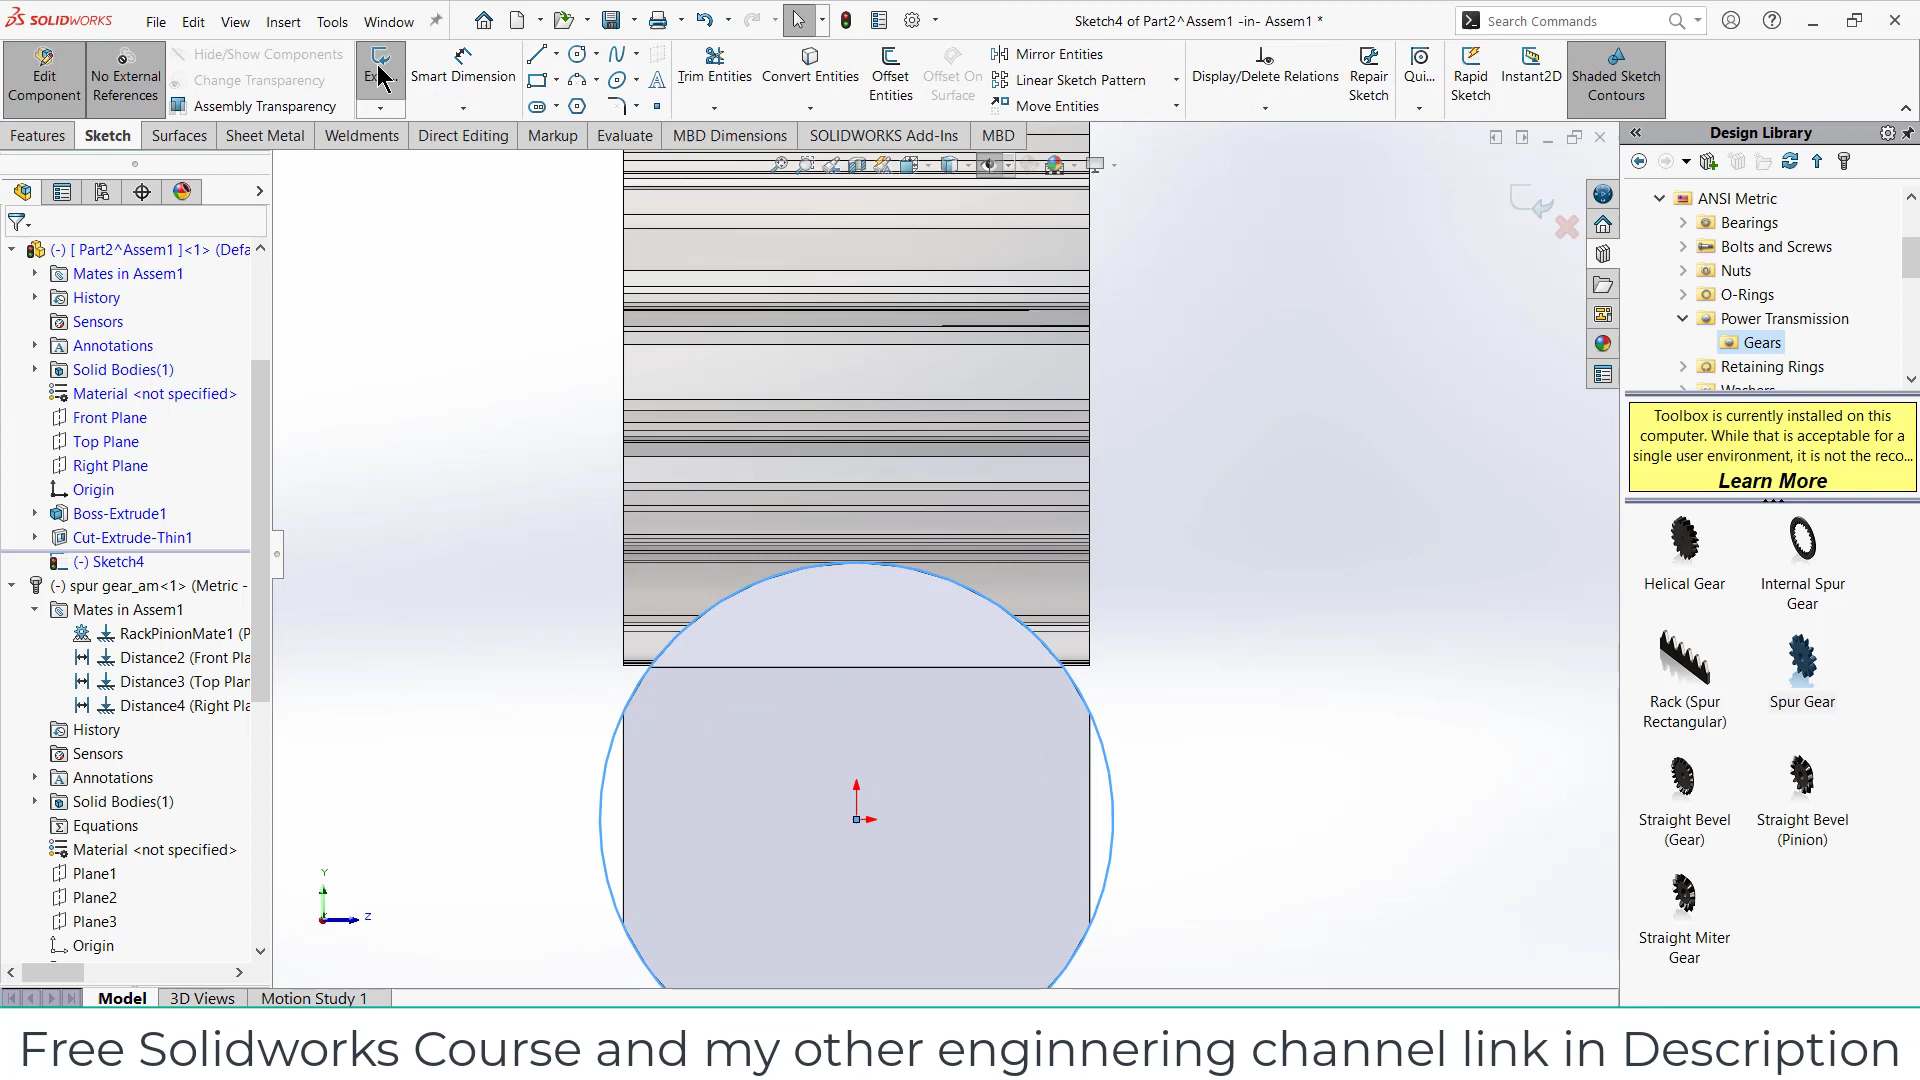 SOLIDWORKS File Edit View Insert Tools Window Sketch4 of Part2^Assem1 -in- Assem1 * Search Commands
Edit Component
No External References
Hide/Show Components
Change Transparency
Assembly Transparency
Smart Dimension
Trim Entities
Convert Entities
Offset Entities
Offset On Surface
Mirror Entities
Linear Sketch Pattern
Move Entities
Display/Delete Relations
Repair Sketch
Qui...
Rapid Sketch
Instant2D
Shaded Sketch Contours
Features Sketch Surfaces Sheet Metal Weldments Direct Editing Markup Evaluate MBD Dimensions SOLIDWORKS Add-Ins MBD
(-) [ Part2^Assem1 ]<1> (Defa
Mates in Assem1
History
Sensors
Annotations
Solid Bodies(1)
Material <not specified>
Front Plane
Top Plane
Right Plane
Origin
Boss-Extrude1
Cut-Extrude-Thin1
(-) Sketch4
(-) spur gear_am<1> (Metric -
Mates in Assem1
RackPinionMate1 (P
Distance2 (Front Pla
Distance3 (Top Plan
Distance4 (Right Pla
History
Sensors
Annotations
Solid Bodies(1)
Equations
Material <not specified>
Plane1
Plane2
Plane3
Origin
Y
Z
Model 3D Views Motion Study 1
Design Library
ANSI Metric
Bearings
Bolts and Screws
Nuts
O-Rings
Power Transmission
Gears
Retaining Rings
Toolbox is currently installed on this
computer. While that is acceptable for a
single user environment, it is not the reco...
Learn More
Helical Gear
Internal Spur Gear
Rack (Spur Rectangular)
Spur Gear
Straight Bevel (Gear)
Straight Bevel (Pinion)
Straight Miter Gear
Free Solidworks Course and my other enginnering channel link in Description